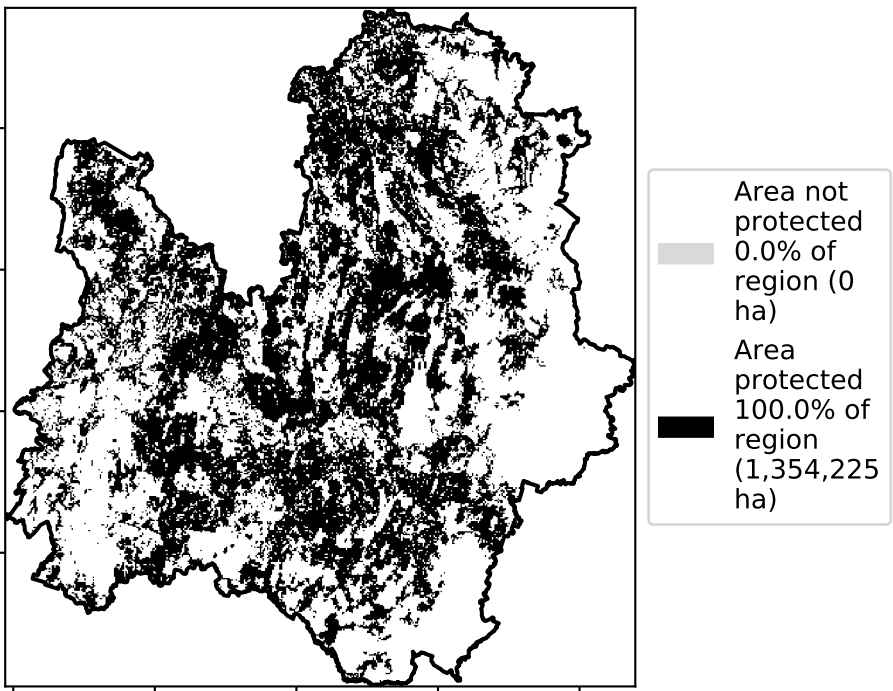 Area not
protected
0.0% of
region (0
ha)
Area
protected
100.0% of
region
(1,354,225
ha)